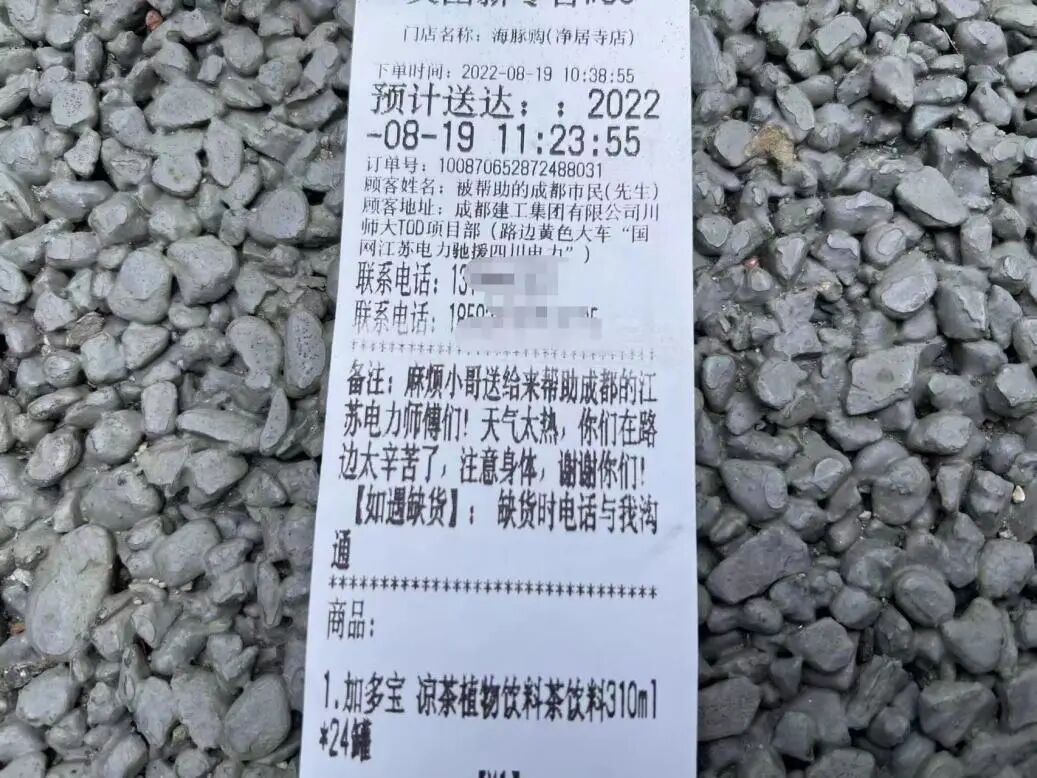 门店名称：海豚购(净居寺店)
下单时间：2022-08-19 10:38:55
预计送达：：2022
-08-19 11:23:55
订单号：100870652872488031
顾客姓名：被帮助的成都市民(先生)
顾客地址：成都建工集团有限公司川
师大TOD项目部（路边黄色大车“国
网江苏电力驰援四川电力”）
联系电话：13
联系电话：1850
***********************************
备注：麻烦小哥送给来帮助成都的江
苏电力师傅们！天气太热，你们在路
边太辛苦了，注意身体，谢谢你们！
【如遇缺货】：缺货时电话与我沟
通
***********************************
商品：
1.加多宝 凉茶植物饮料茶饮料310ml
*24罐